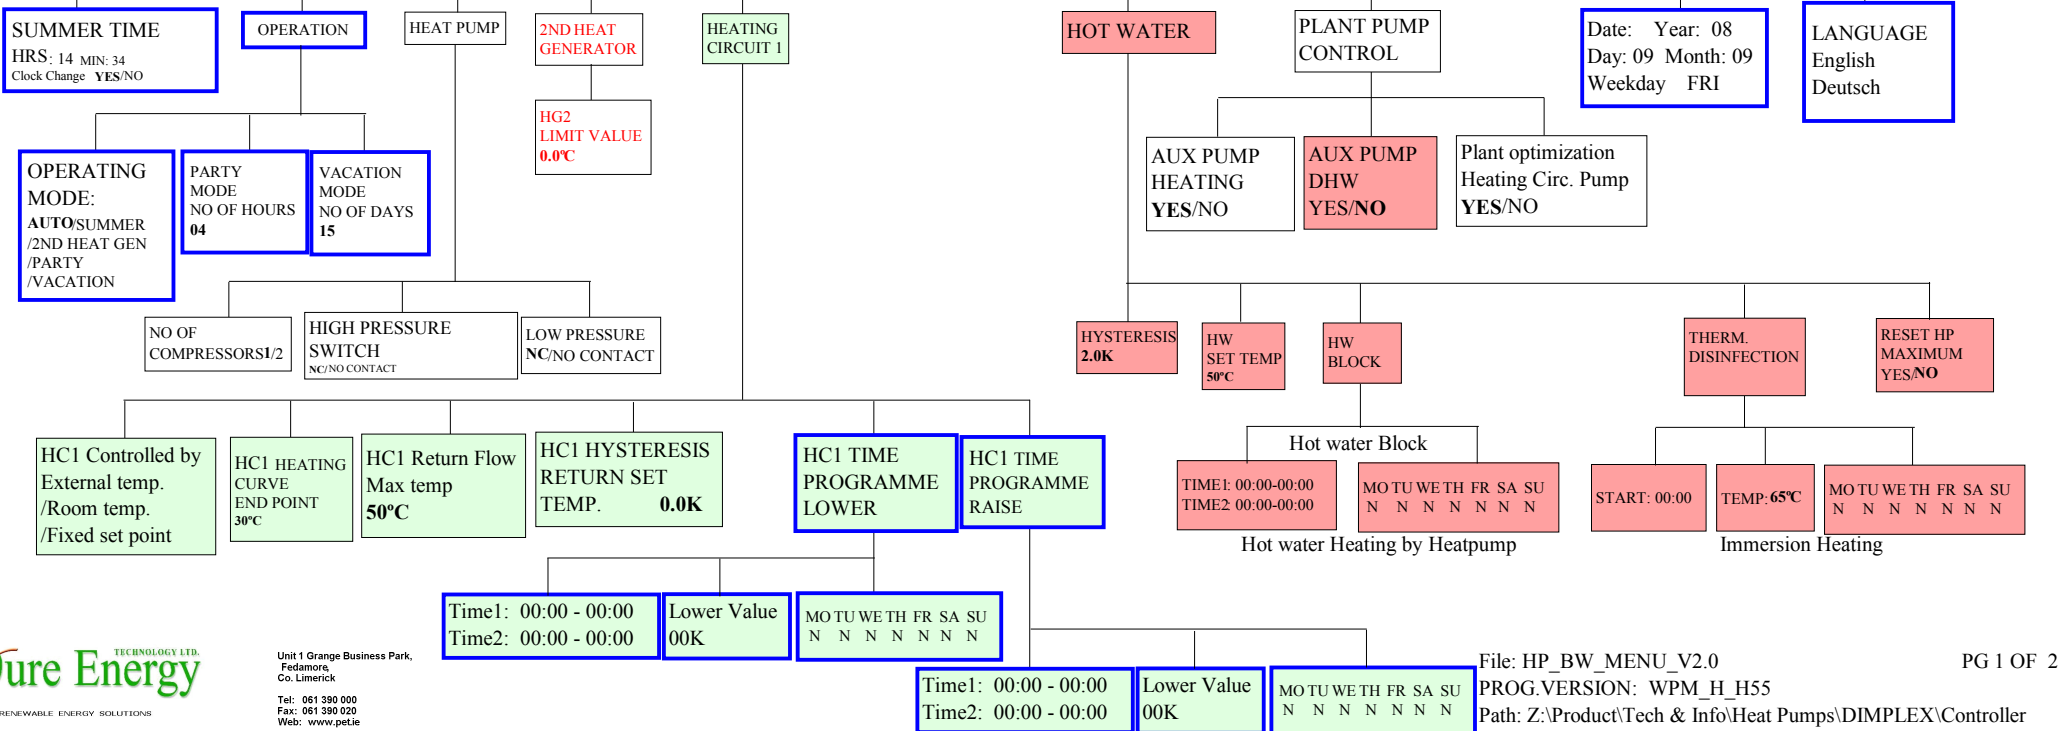 SUMMER TIME
HRS: 14 MIN: 34
Clock Change YES/NO
OPERATION
HEAT PUMP
2ND HEAT
GENERATOR
HEATING
CIRCUIT 1
HOT WATER
PLANT PUMP
CONTROL
Date: Year: 08
Day: 09 Month: 09
Weekday FRI
LANGUAGE
English
Deutsch
HG2
LIMIT VALUE
0.0ºC
OPERATING
MODE:
AUTO/SUMMER
/2ND HEAT GEN
/PARTY
/VACATION
PARTY
MODE
NO OF HOURS
04
VACATION
MODE
NO OF DAYS
15
AUX PUMP
HEATING
YES/NO
AUX PUMP
DHW
YES/NO
Plant optimization
Heating Circ. Pump
YES/NO
NO OF
COMPRESSORS1/2
HIGH PRESSURE
SWITCH
NC/NO CONTACT
LOW PRESSURE
NC/NO CONTACT
HYSTERESIS
2.0K
HW
SET TEMP
50ºC
HW
BLOCK
THERM.
DISINFECTION
RESET HP
MAXIMUM
YES/NO
HC1 Controlled by
External temp.
/Room temp.
/Fixed set point
HC1 HEATING
CURVE
END POINT
30ºC
HC1 Return Flow
Max temp
50ºC
HC1 HYSTERESIS
RETURN SET
TEMP. 0.0K
HC1 TIME
PROGRAMME
LOWER
HC1 TIME
PROGRAMME
RAISE
Hot water Block
TIME1: 00:00-00:00
TIME2: 00:00-00:00
MO TU WE TH FR SA SU
N N N N N N N
Hot water Heating by Heatpump
START: 00:00
TEMP: 65ºC
MO TU WE TH FR SA SU
N N N N N N N
Immersion Heating
Time1: 00:00 - 00:00
Time2: 00:00 - 00:00
Lower Value
00K
MO TU WE TH FR SA SU
N N N N N N N
Time1: 00:00 - 00:00
Time2: 00:00 - 00:00
Lower Value
00K
MO TU WE TH FR SA SU
N N N N N N N
TECHNOLOGY LTD.
Pure Energy
RENEWABLE ENERGY SOLUTIONS
Unit 1 Grange Business Park,
Fedamore,
Co. Limerick
Tel: 061 390 000
Fax: 061 390 020
Web: www.pet.ie
File: HP_BW_MENU_V2.0 PG 1 OF 2
PROG.VERSION: WPM_H_H55
Path: Z:\Product\Tech & Info\Heat Pumps\DIMPLEX\Controller